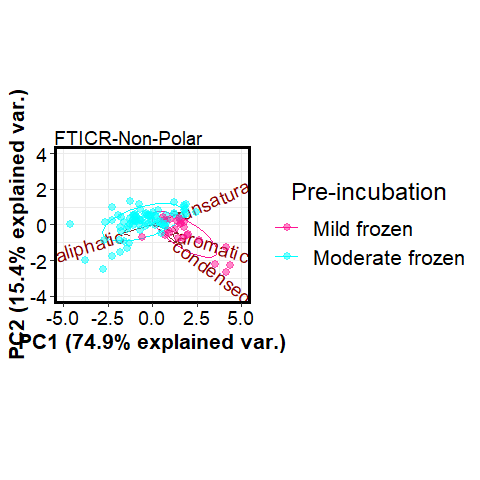 FTICR-Non-Polar
PC2 (15.4% explained var.)
4
2
0
-2
-4
aliphatic
aromatic
condensed
-5.0 -2.5 0.0 2.5 5.0
PC1 (74.9% explained var.)
Pre-incubation
Mild frozen
Moderate frozen